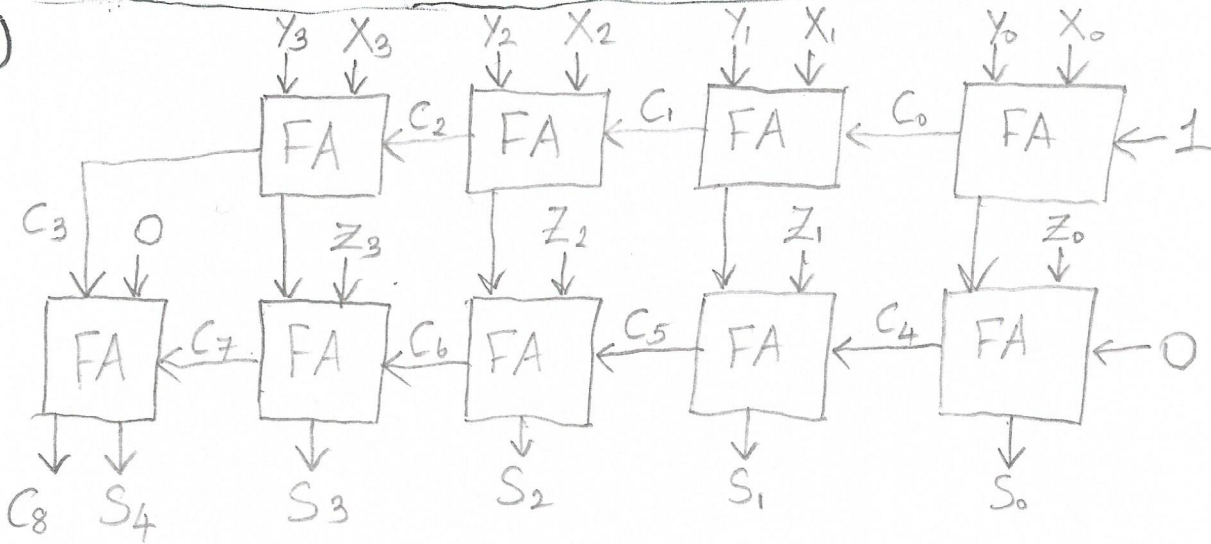 )
Y3 X3 Y2 X2 Y1 X1 Y0 X0
FA C2 FA C1 FA C0 FA 1
C3 0 Z3 Z2 Z1 Z0
FA C7 FA C6 FA C5 FA C4 FA 0
C8 S4 S3 S2 S1 S0